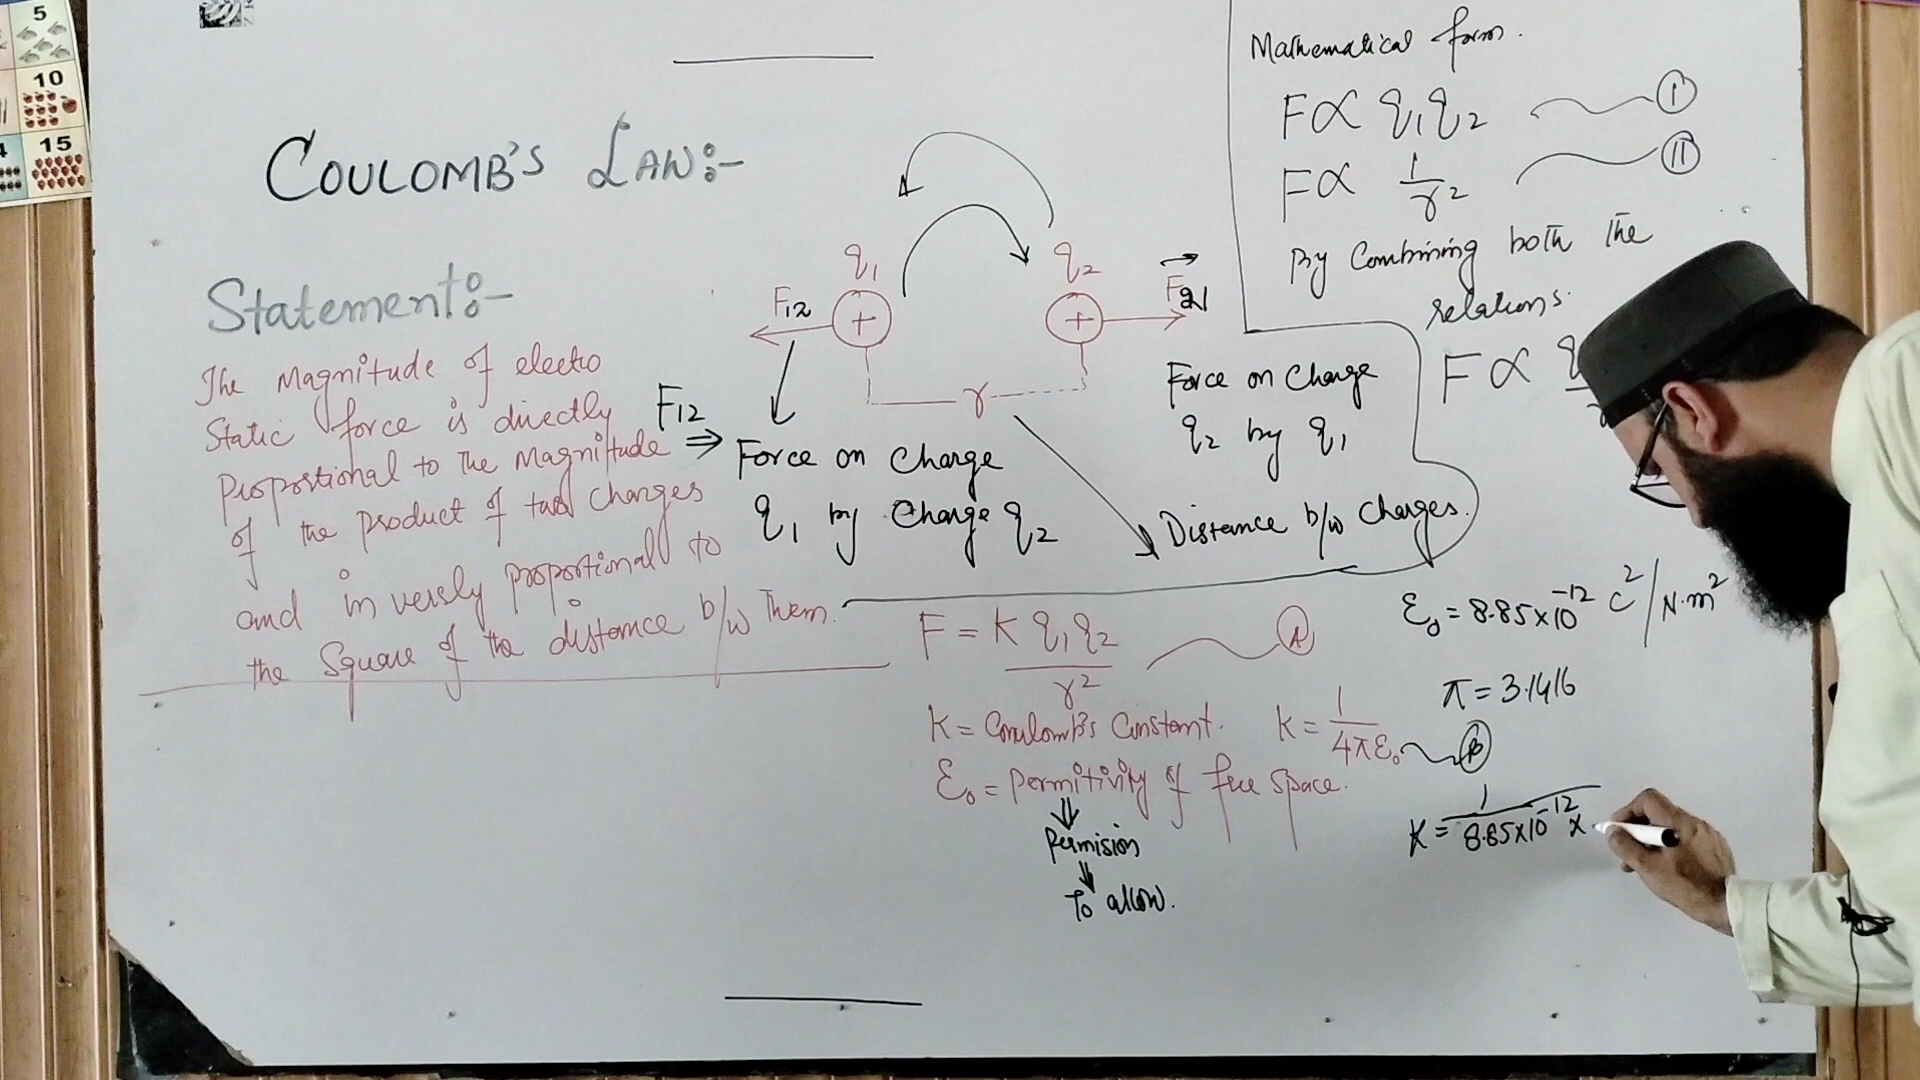 5
10
4 15
COULOMB'S LAW:-
Statement:-
The Magnitude of electro
Static force is directly
Proportional to The Magnitude
of the product of two Charges
and in versly proportional to
the Square of the distance b/w Them.
q1 q2
F12 + + F21
r
F12 ⇒ Force on Charge
q1 by Charge q2
Force on Charge
q2 by q1
Distance b/w Charges.
Mathematical form.
F∝ q1q2 I
F∝ 1/r2 II
By Combining both the
relations.
F ∝
F = K q1q2 A
r2
K = Coulomb's Constant. K = 1/4πε0 B
ε0 = Permitivity of free Space.
⇓
Permision
⇓
To allow.
ε0 = 8.85×10-12 C2/N.m2
π = 3.1416
K = 1
8.85×10-12 ×